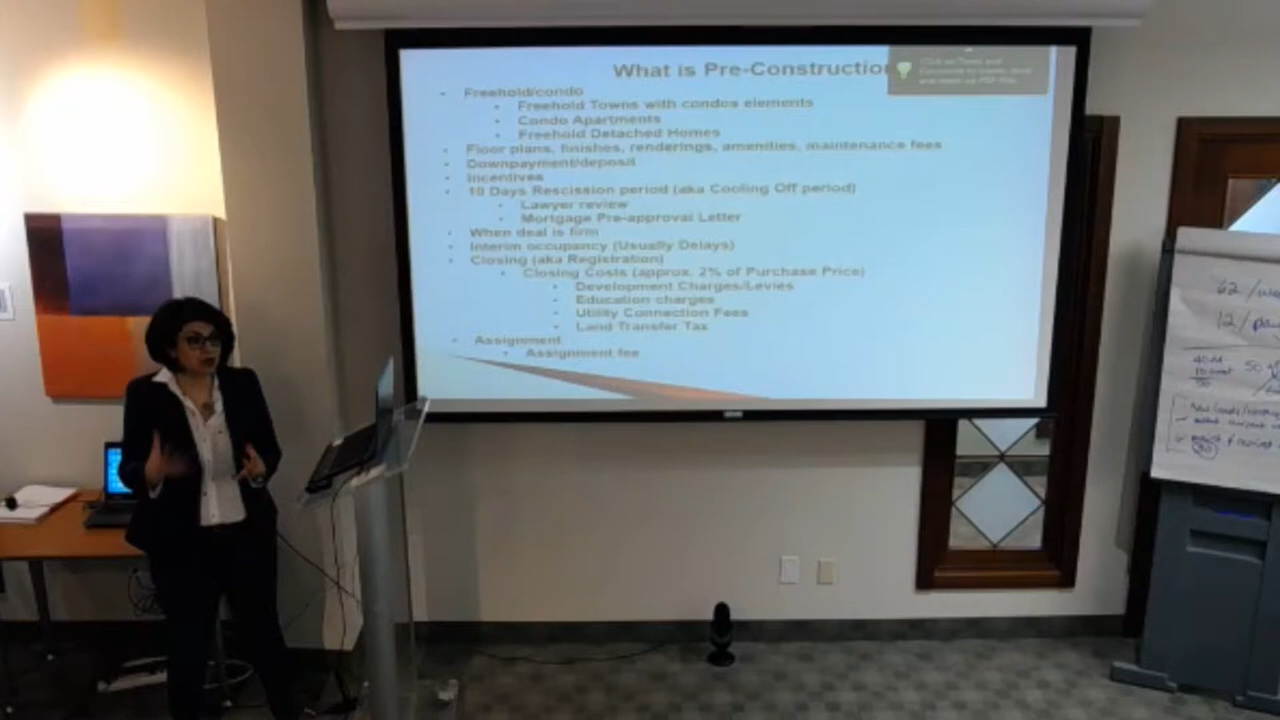 What is Pre-Construction
Freehold/condo
Freehold Towns with condos elements
Condo Apartments
Freehold Detached Homes
Floor plans, finishes, renderings, amenities, maintenance fees
Downpayment/deposit
Incentives
10 Days Rescission period (aka Cooling Off period)
Lawyer review
Mortgage Pre-approval Letter
When deal is firm
Interim occupancy (Usually Delays)
Closing (aka Registration)
Closing Costs (approx. 2% of Purchase Price)
Development Charges/Levies
Education charges
Utility Connection Fees
Land Transfer Tax
Assignment
Assignment fee
62 /
12 /
50